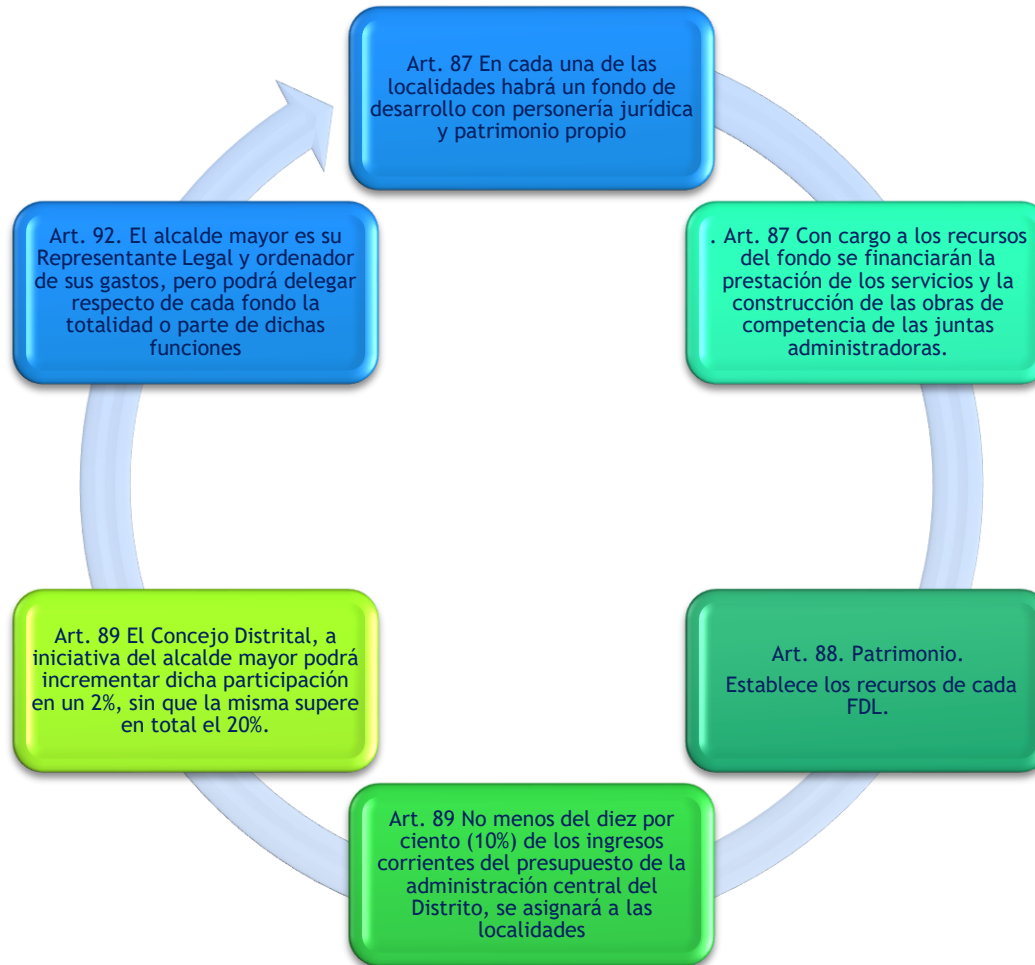 Art. 87 En cada una de las
localidades habrá un fondo de
desarrollo con personería jurídica
y patrimonio propio
. Art. 87 Con cargo a los recursos
del fondo se financiarán la
prestación de los servicios y la
construcción de las obras de
competencia de las juntas
administradoras.
Art. 88. Patrimonio.
Establece los recursos de cada
FDL.
Art. 89 No menos del diez por
ciento (10%) de los ingresos
corrientes del presupuesto de la
administración central del
Distrito, se asignará a las
localidades
Art. 89 El Concejo Distrital, a
iniciativa del alcalde mayor podrá
incrementar dicha participación
en un 2%, sin que la misma supere
en total el 20%.
Art. 92. El alcalde mayor es su
Representante Legal y ordenador
de sus gastos, pero podrá delegar
respecto de cada fondo la
totalidad o parte de dichas
funciones